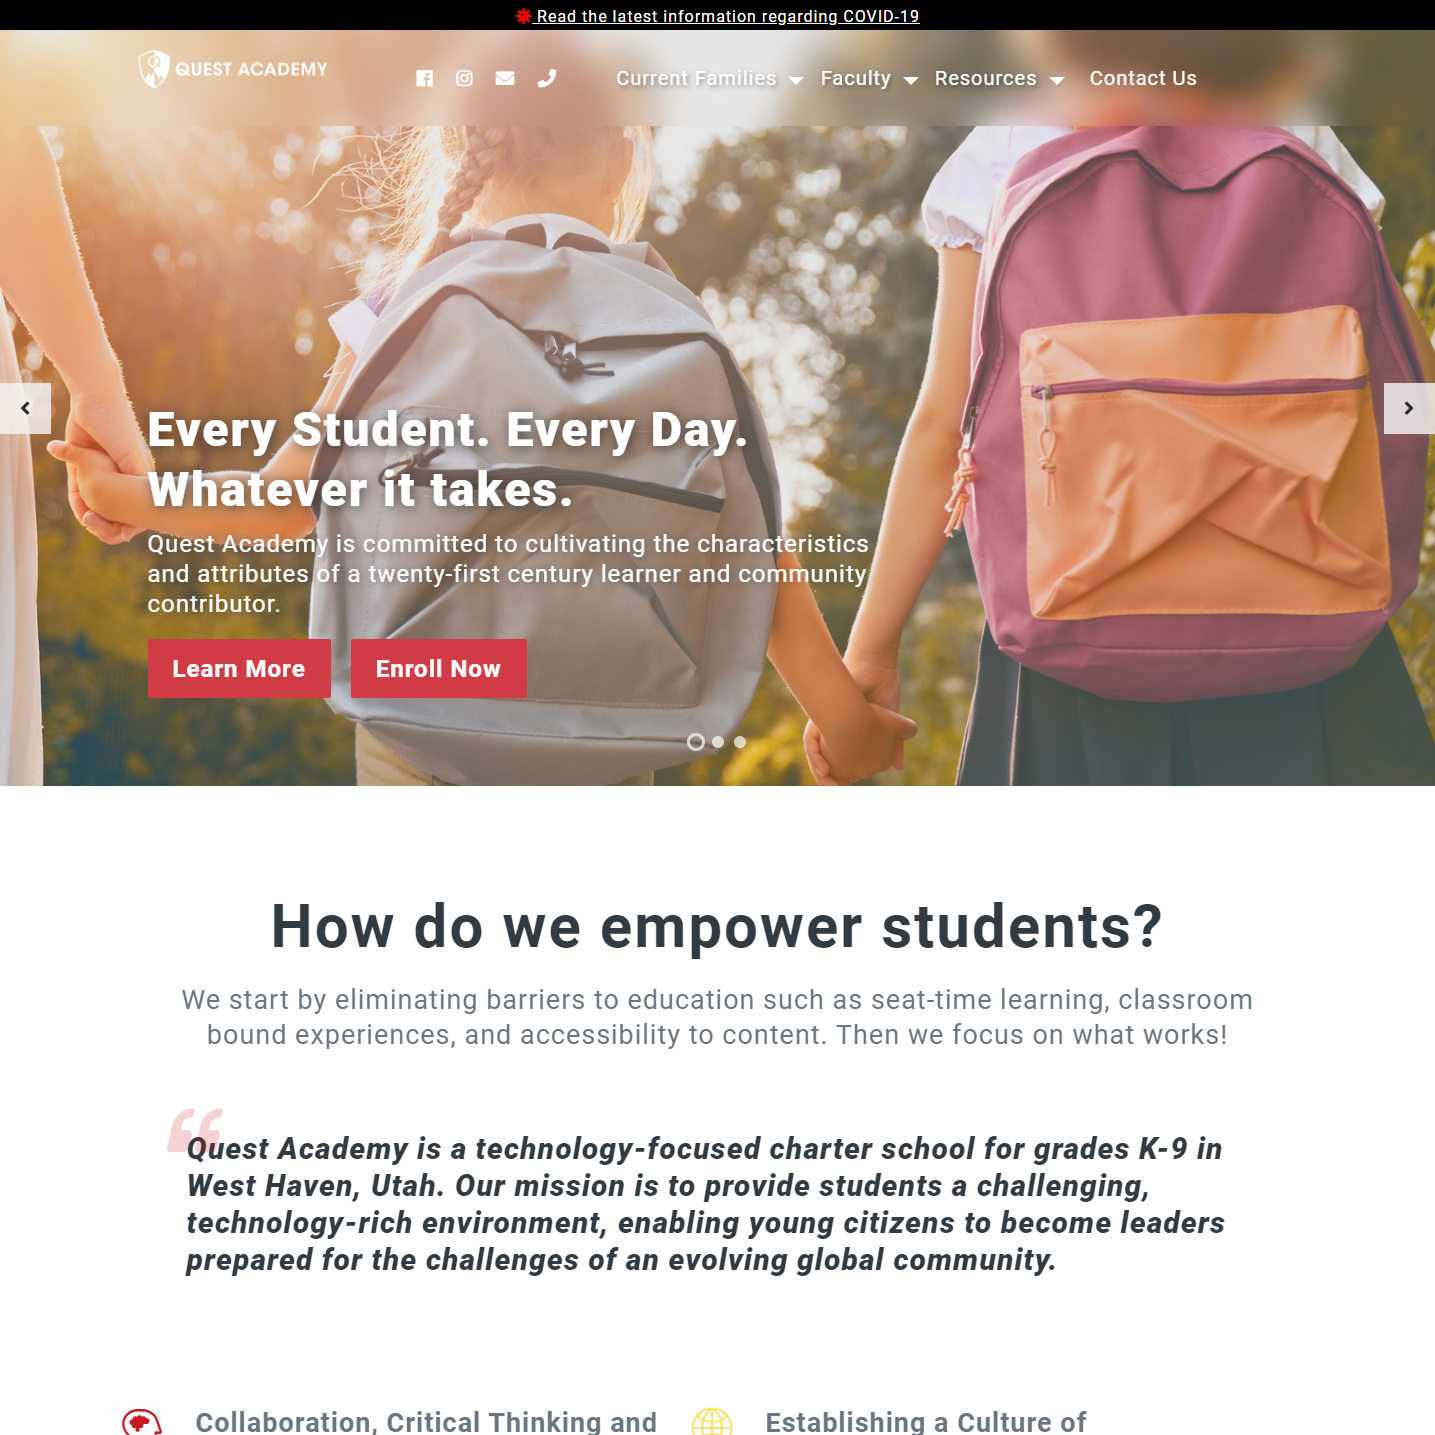 Read the latest information regarding COVID-19
QUEST ACADEMY
Current Families
Faculty
Resources
Contact Us
Every Student. Every Day.
Whatever it takes.
Quest Academy is committed to cultivating the characteristics
and attributes of a twenty-first century learner and community
contributor.
Learn More
Enroll Now
How do we empower students?
We start by eliminating barriers to education such as seat-time learning, classroom
bound experiences, and accessibility to content. Then we focus on what works!
“
Quest Academy is a technology-focused charter school for grades K-9 in
West Haven, Utah. Our mission is to provide students a challenging,
technology-rich environment, enabling young citizens to become leaders
prepared for the challenges of an evolving global community.
Collaboration, Critical Thinking and
Establishing a Culture of